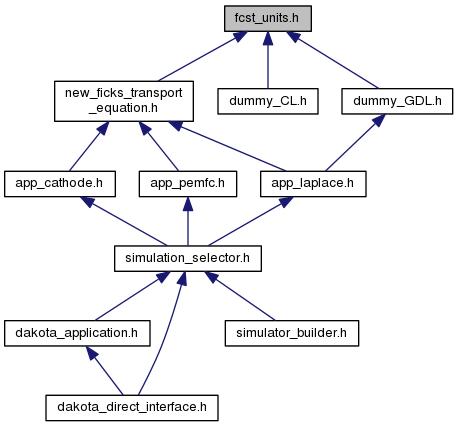 fcst_units.h
new_ficks_transport
_equation.h
dummy_CL.h
dummy_GDL.h
app_cathode.h
app_pemfc.h
app_laplace.h
simulation_selector.h
dakota_application.h
simulator_builder.h
dakota_direct_interface.h